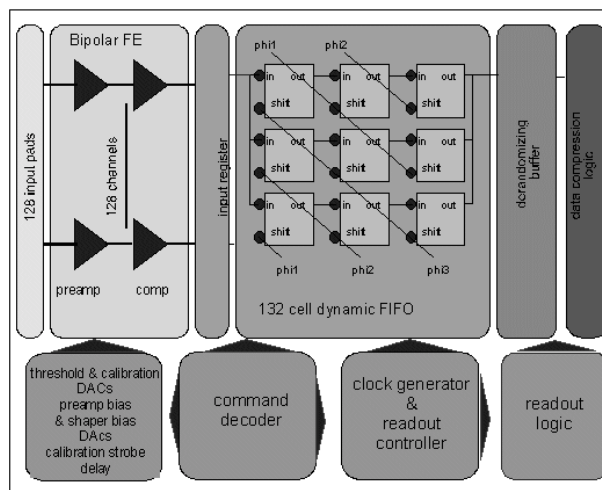 Bipolar FE
128 input pads
128 channels
preamp
comp
input register
phi1
phi2
in out
shift
in out
shift
in out
shift
in out
shift
in out
shift
in out
shift
in out
shift
in out
shift
in out
shift
phi1
phi2
phi3
132 cell dynamic FIFO
derandomizing
buffer
data compression
logic
threshold & calibration
DACs
preamp bias
& shaper bias
DAcs
calibration strobe
delay
command
decoder
clock generator
&
readout
controller
readout
logic